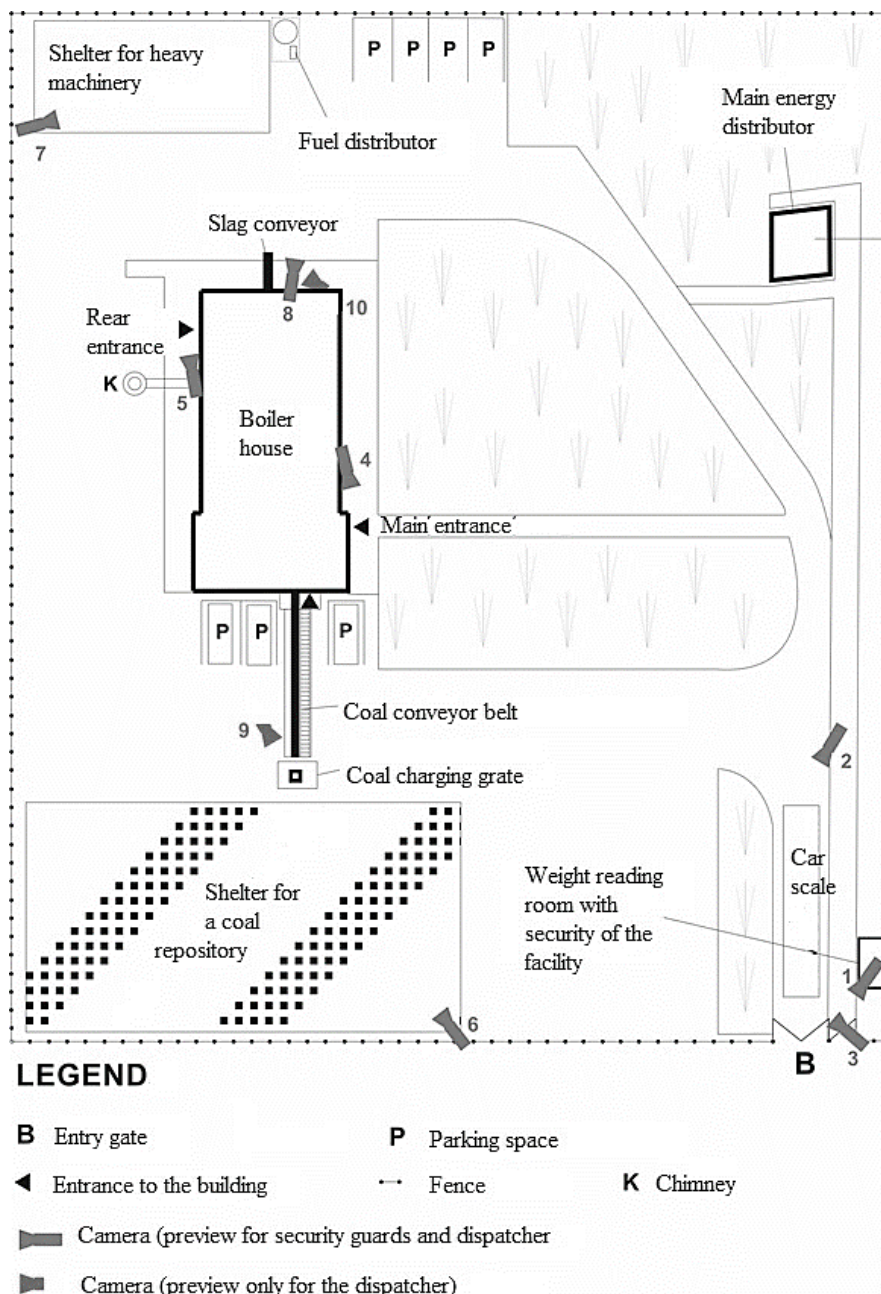 Shelter for heavy
machinery
P P P P
Main energy
distributor
Fuel distributor
7
Slag conveyor
8
10
Rear
entrance
K
5
Boiler
house
4
Main entrance
P P P
9
Coal conveyor belt
2
Coal charging grate
Shelter for
a coal
repository
Weight reading
room with
security of the
facility
Car
scale
1
6
3
B
LEGEND
B Entry gate
P Parking space
Entrance to the building
Fence
K Chimney
Camera (preview for security guards and dispatcher
Camera (preview only for the dispatcher)